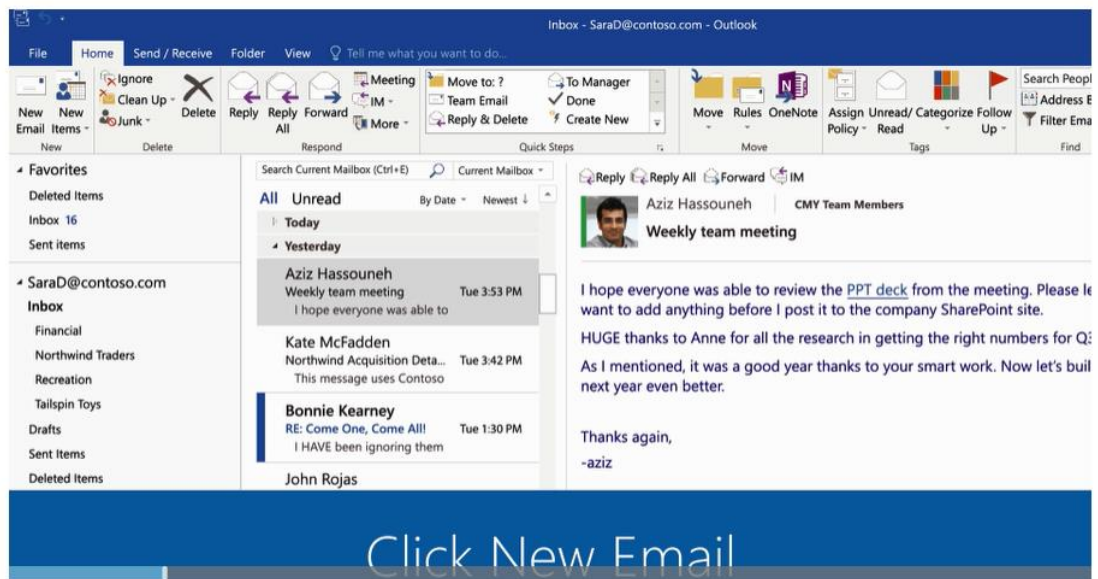 Inbox - SaraD@contoso.com - Outlook
File Home Send / Receive Folder View Tell me what you want to do...
New Email
New Items
Ignore
Clean Up
Junk
Delete
Reply
Reply All
Forward
Meeting
IM
More
Move to: ?
Team Email
Reply & Delete
To Manager
Done
Create New
Move
Rules
OneNote
Assign Policy
Unread/ Read
Categorize
Follow Up
Search Peopl
Address B
Filter Ema
New Delete Respond Quick Steps Move Tags Find
Favorites
Deleted Items
Inbox 16
Sent items
SaraD@contoso.com
Inbox
Financial
Northwind Traders
Recreation
Tailspin Toys
Drafts
Sent Items
Deleted Items
Search Current Mailbox (Ctrl+E) Current Mailbox
All Unread By Date Newest ↓
Today
Yesterday
Aziz Hassouneh
Weekly team meeting Tue 3:53 PM
I hope everyone was able to
Kate McFadden
Northwind Acquisition Deta... Tue 3:42 PM
This message uses Contoso
Bonnie Kearney
RE: Come One, Come All! Tue 1:30 PM
I HAVE been ignoring them
John Rojas
Reply Reply All Forward IM
Aziz Hassouneh CMY Team Members
Weekly team meeting
I hope everyone was able to review the PPT deck from the meeting. Please le
want to add anything before I post it to the company SharePoint site.
HUGE thanks to Anne for all the research in getting the right numbers for Q3
As I mentioned, it was a good year thanks to your smart work. Now let's buil
next year even better.
Thanks again,
-aziz
Click New Email